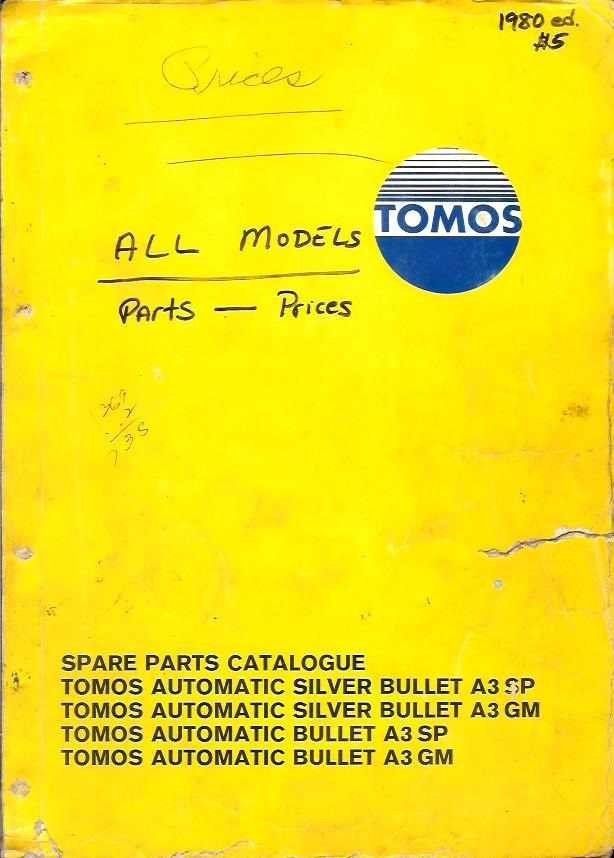 1980 ed.
#5
Prices
TOMOS
ALL MODELS
Parts — Prices
SPARE PARTS CATALOGUE
TOMOS AUTOMATIC SILVER BULLET A3 SP
TOMOS AUTOMATIC SILVER BULLET A3 GM
TOMOS AUTOMATIC BULLET A3 SP
TOMOS AUTOMATIC BULLET A3 GM